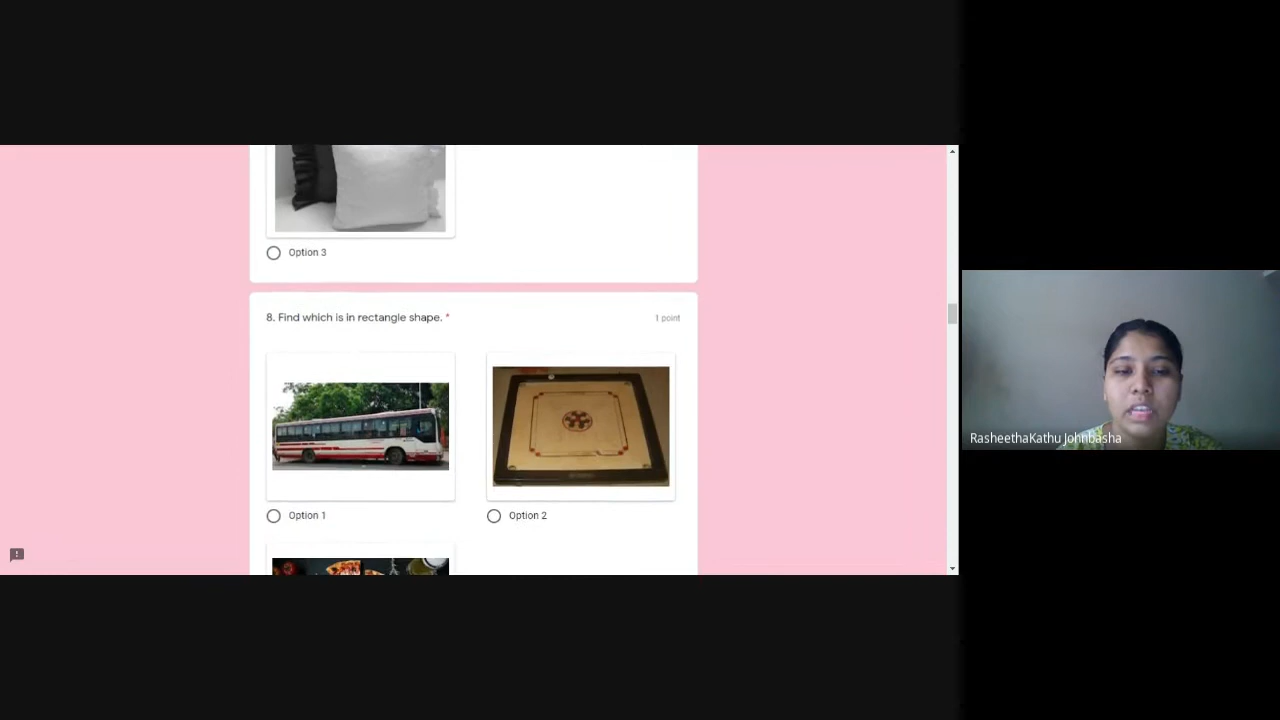 Option 3
8. Find which is in rectangle shape. *
1 point
Option 1
Option 2
RasheethaKathu Johnbasha